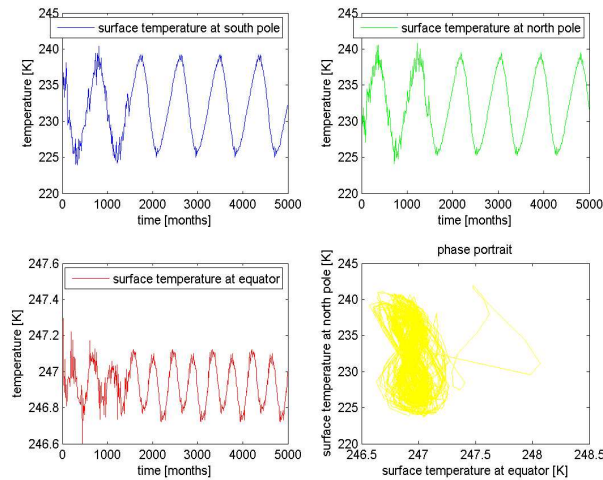 surface temperature at south pole
temperature [K]
240
235
230
225
220
0 1000 2000 3000 4000 5000
time [months]
surface temperature at north pole
temperature [K]
240
235
230
225
220
0 1000 2000 3000 4000 5000
time [months]
surface temperature at equator
temperature [K]
247.6
247.4
247.2
247
246.8
246.6
0 1000 2000 3000 4000 5000
time [months]
phase portrait
surface temperature at north pole [K]
245
240
235
230
225
220
246.5 247 247.5 248 248.5
surface temperature at equator [K]